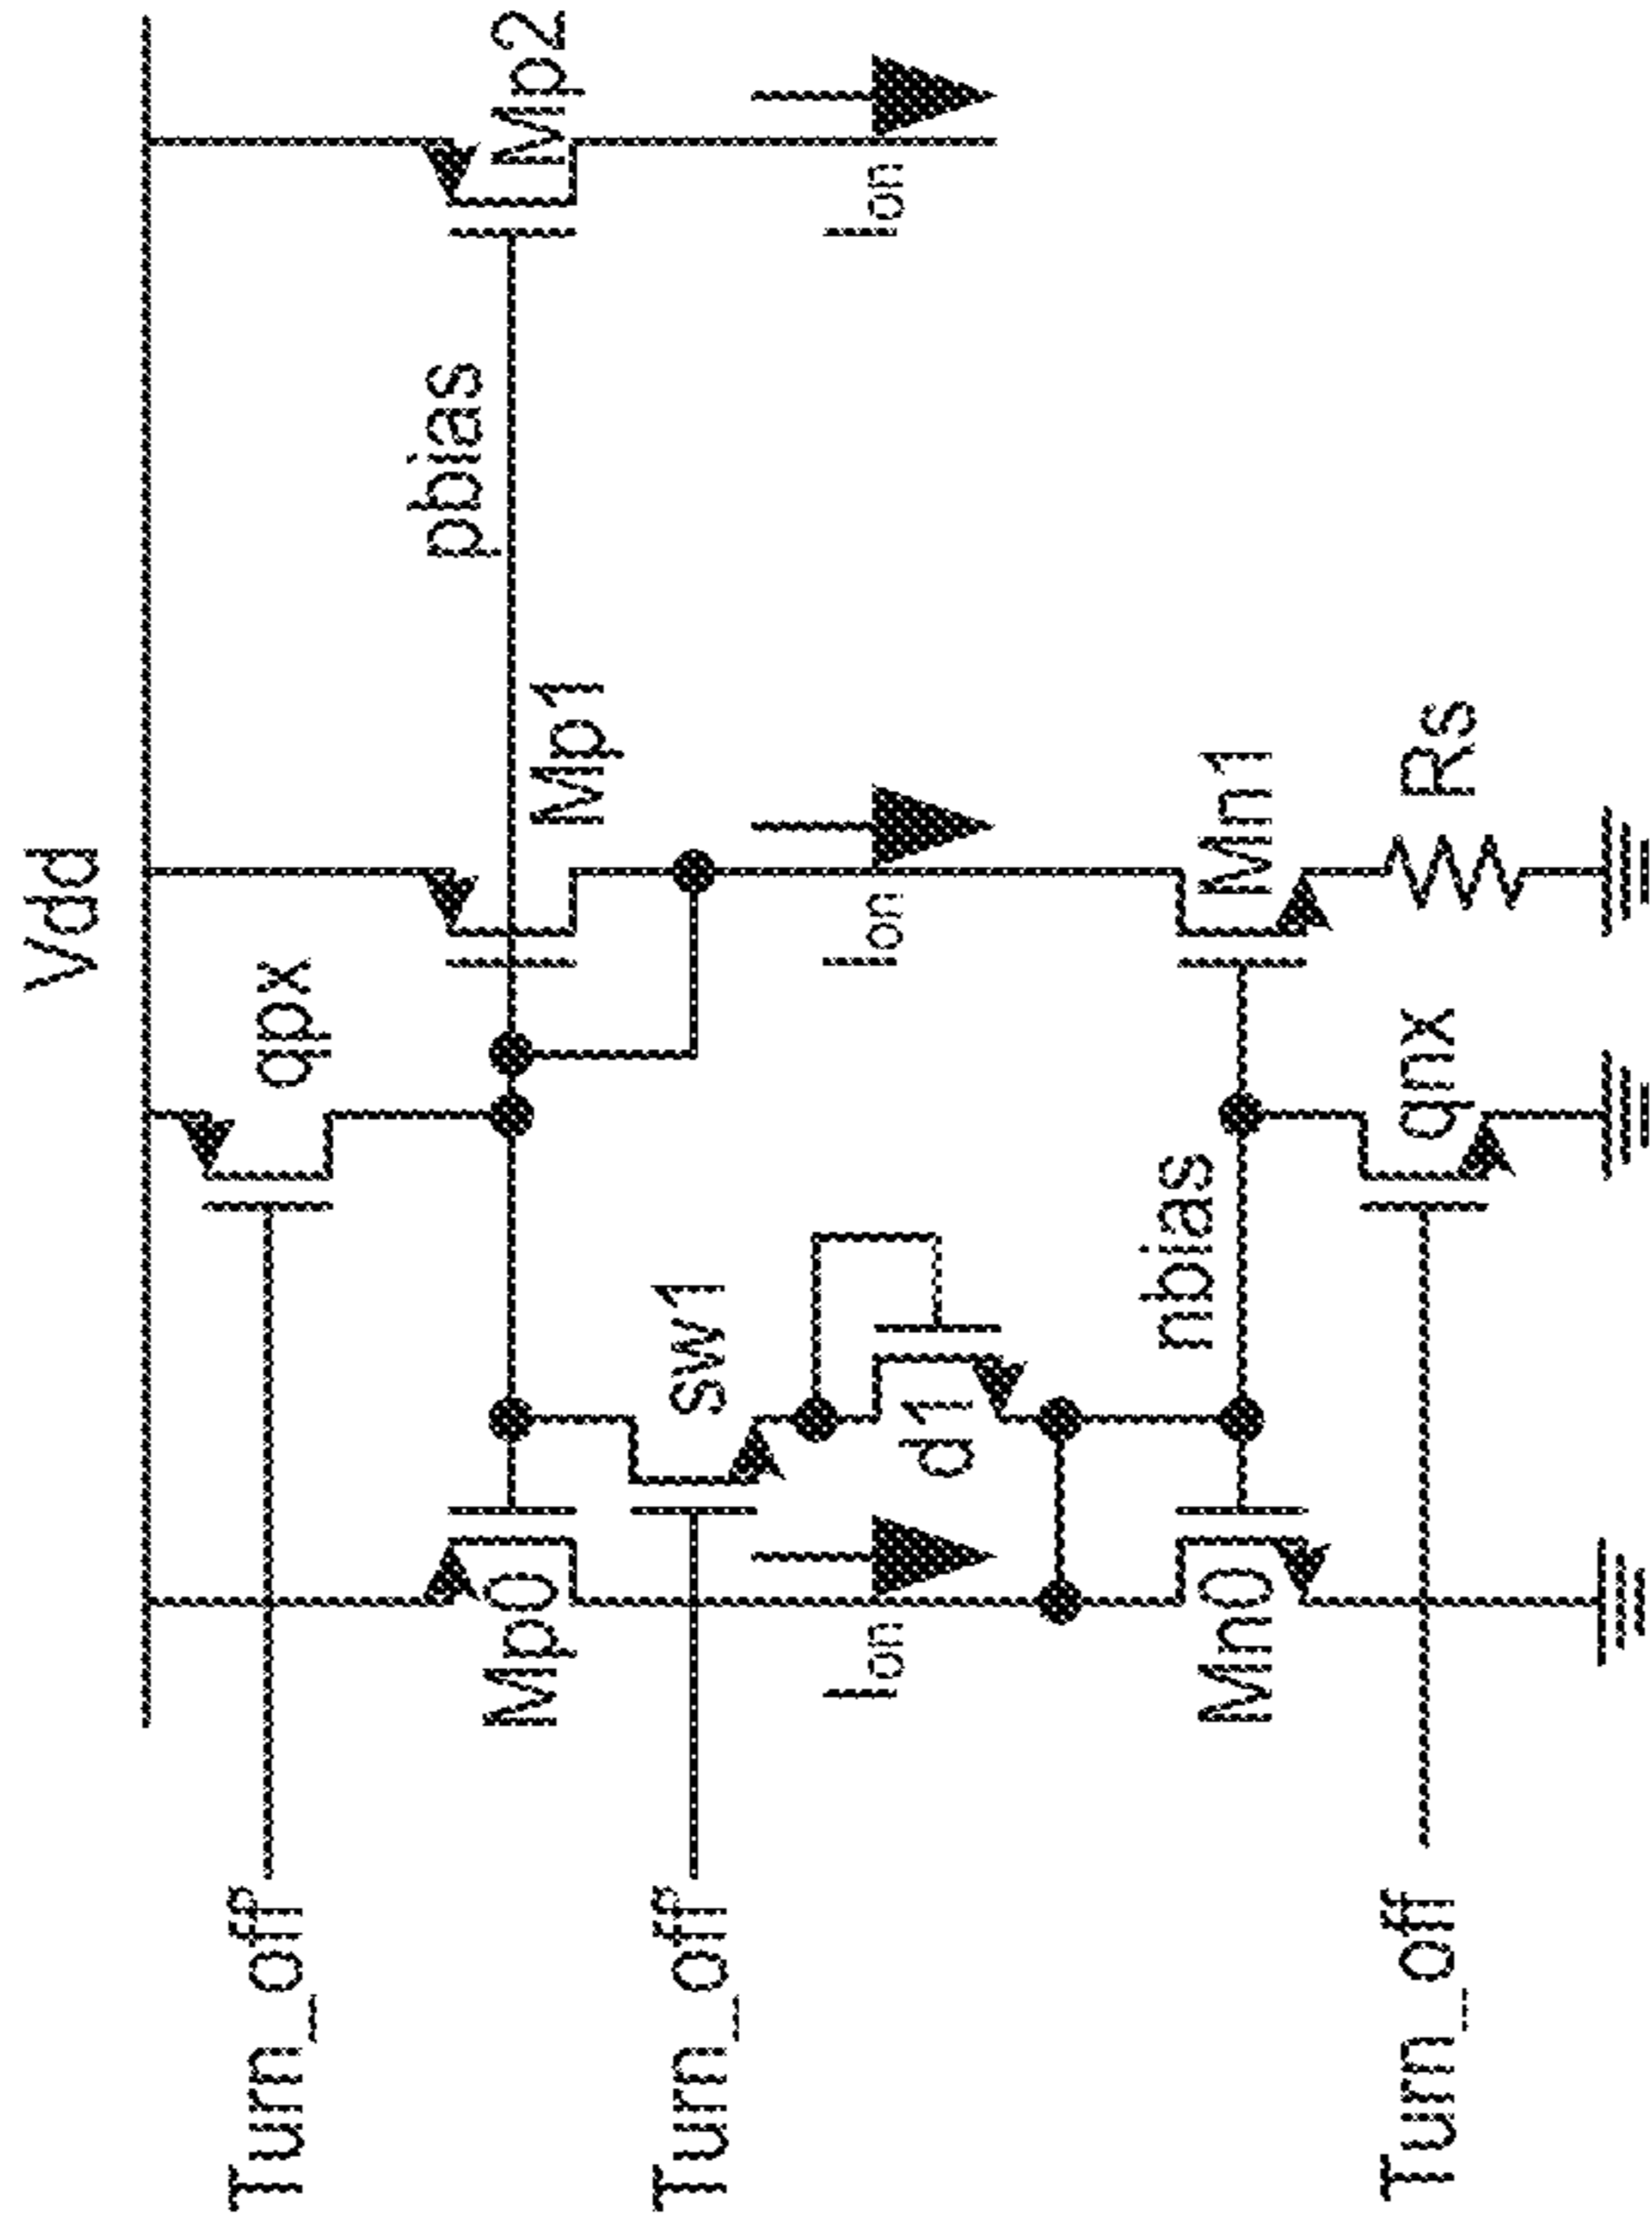 Vdd
Turn_off
qpx
pbias
Mp0
Mp1
Mp2
Turn_off
sw1
Ion
Ion
Ion
d1
nbias
Mn0
Mn1
Turn_off
qnx
Rs